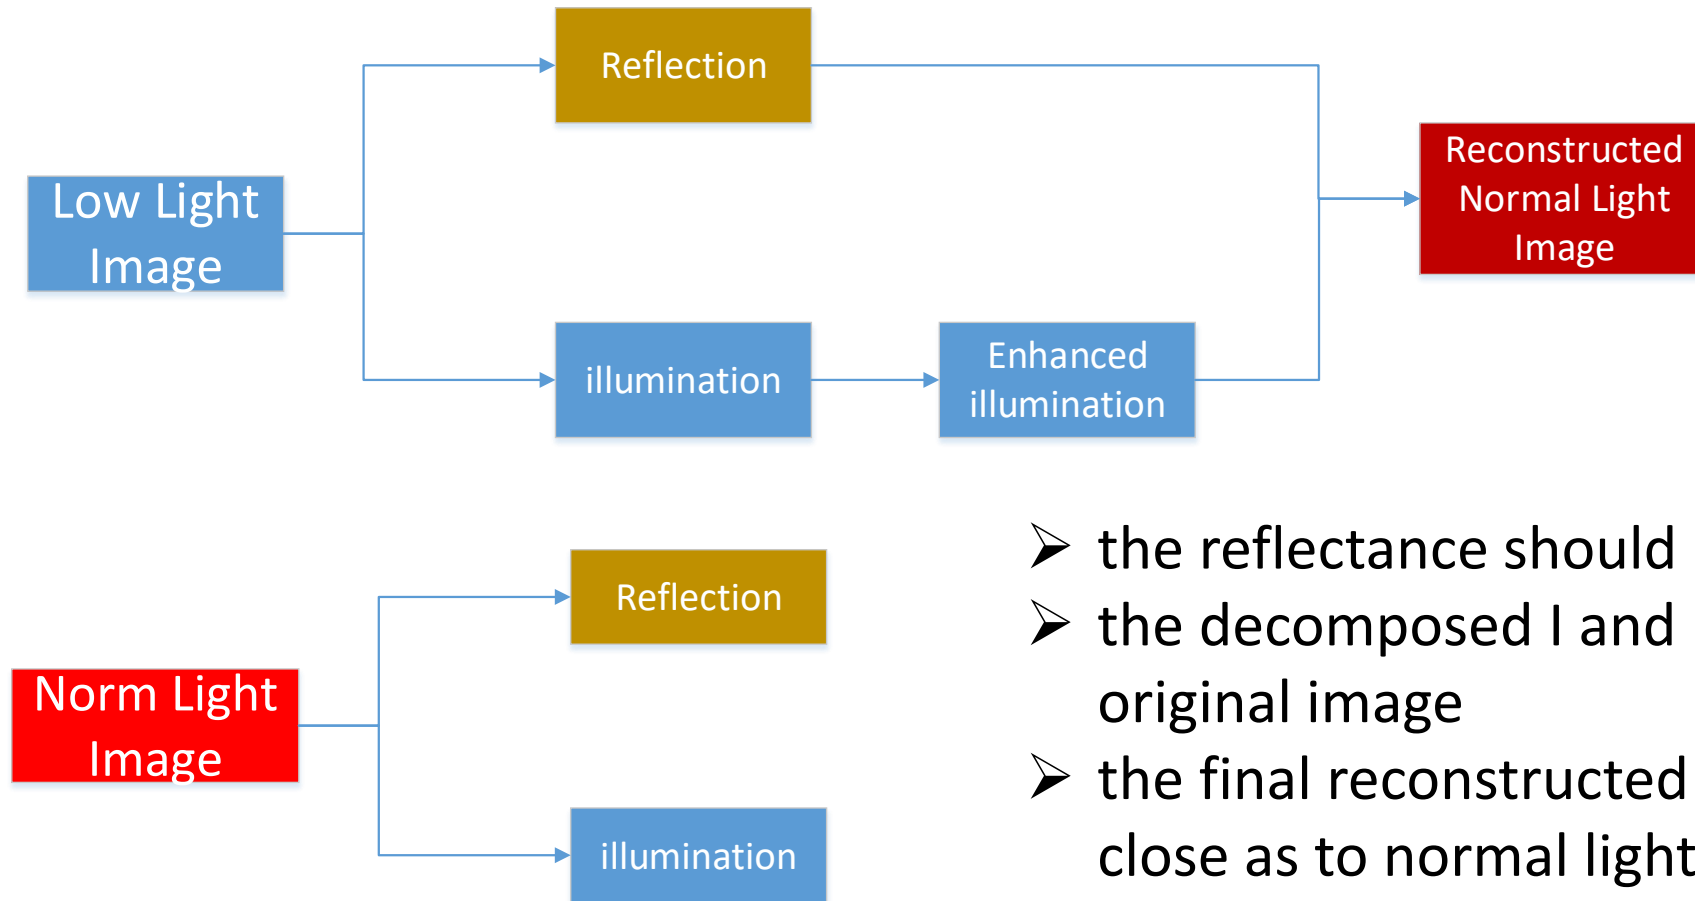 Reflection
Low Light
Image
Reconstructed
Normal Light
Image
illumination
Enhanced
illumination
Reflection
Norm Light
Image
illumination
➢ the reflectance should
➢ the decomposed I and
original image
➢ the final reconstructed
close as to normal light